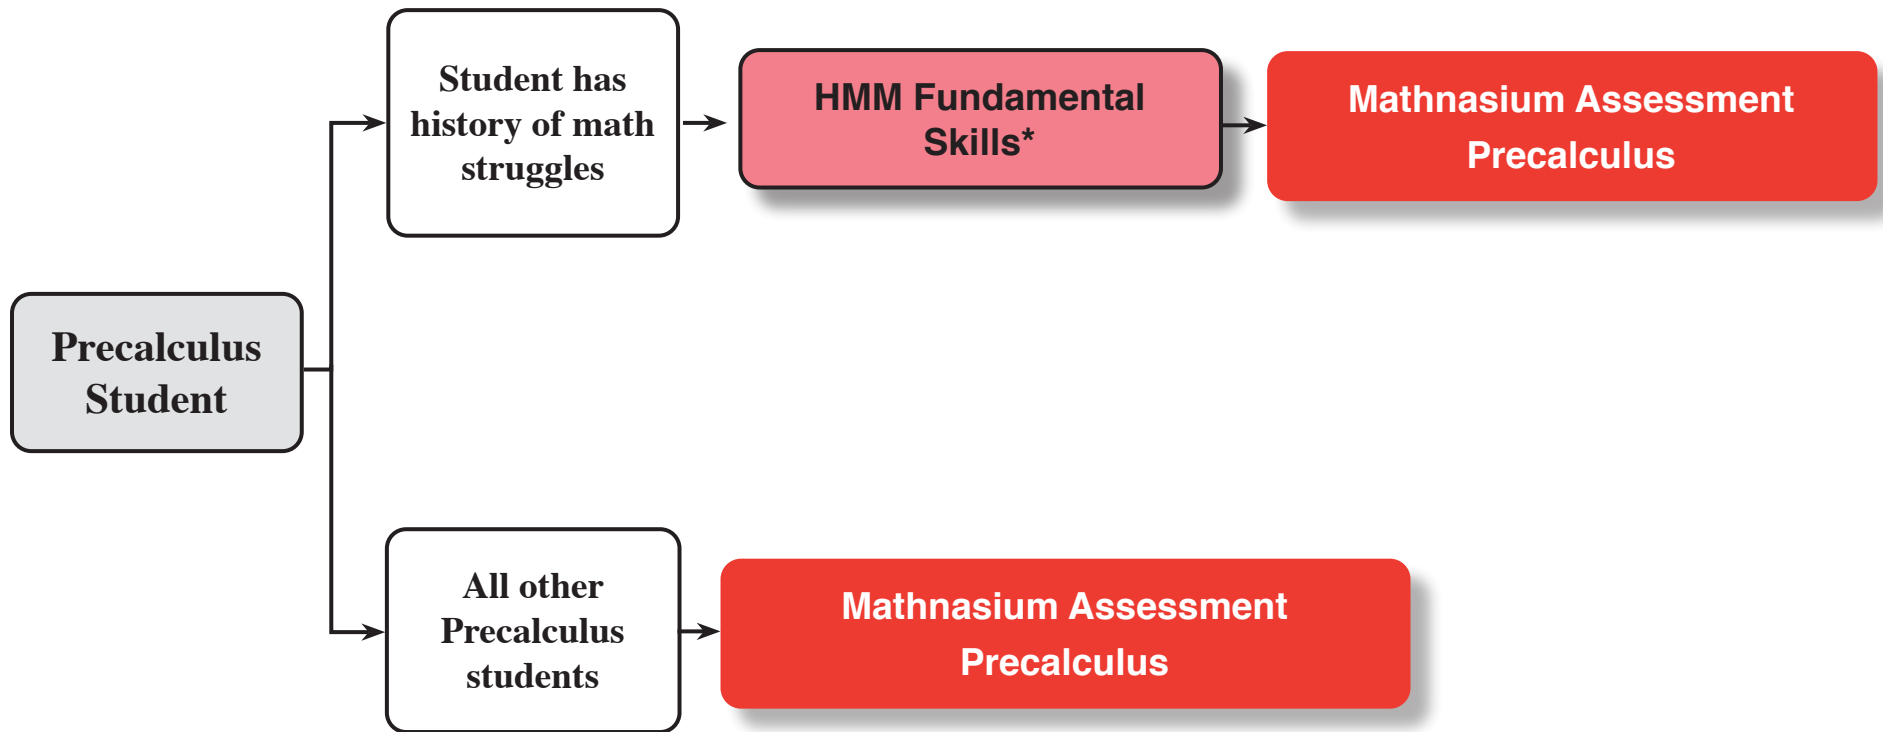 Student has
history of math
struggles
HMM Fundamental
Skills*
Mathnasium Assessment
Precalculus
Precalculus
Student
All other
Precalculus
students
Mathnasium Assessment
Precalculus